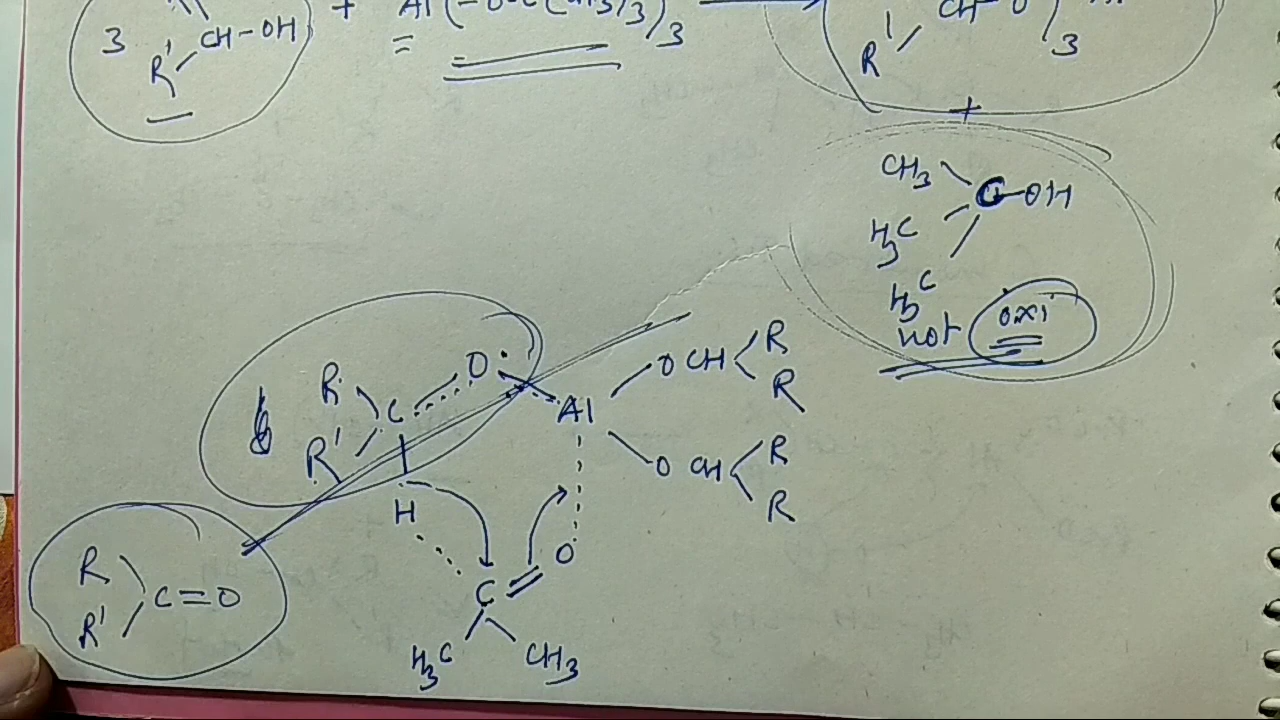 3 R' CH-OH + Al(-O-C(CH3)3)3
R' CH-O 3
+
CH3
C-OH
H3C
H3C
not oxi
R C O Al OCH R
R' R
H O CH R
R
R C=O
R'
C=O
H3C CH3